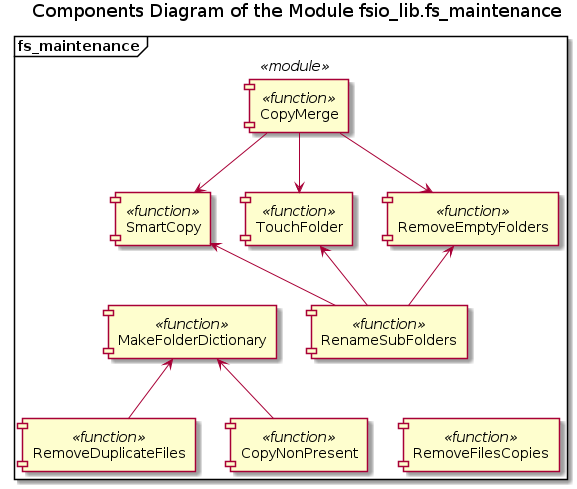 Components Diagram of the Module fsio_lib.fs_maintenance
fs_maintenance
«module»
«function»
CopyMerge
«function»
SmartCopy
«function»
TouchFolder
«function»
RemoveEmptyFolders
«function»
MakeFolderDictionary
«function»
RenameSubFolders
«function»
RemoveDuplicateFiles
«function»
CopyNonPresent
«function»
RemoveFilesCopies